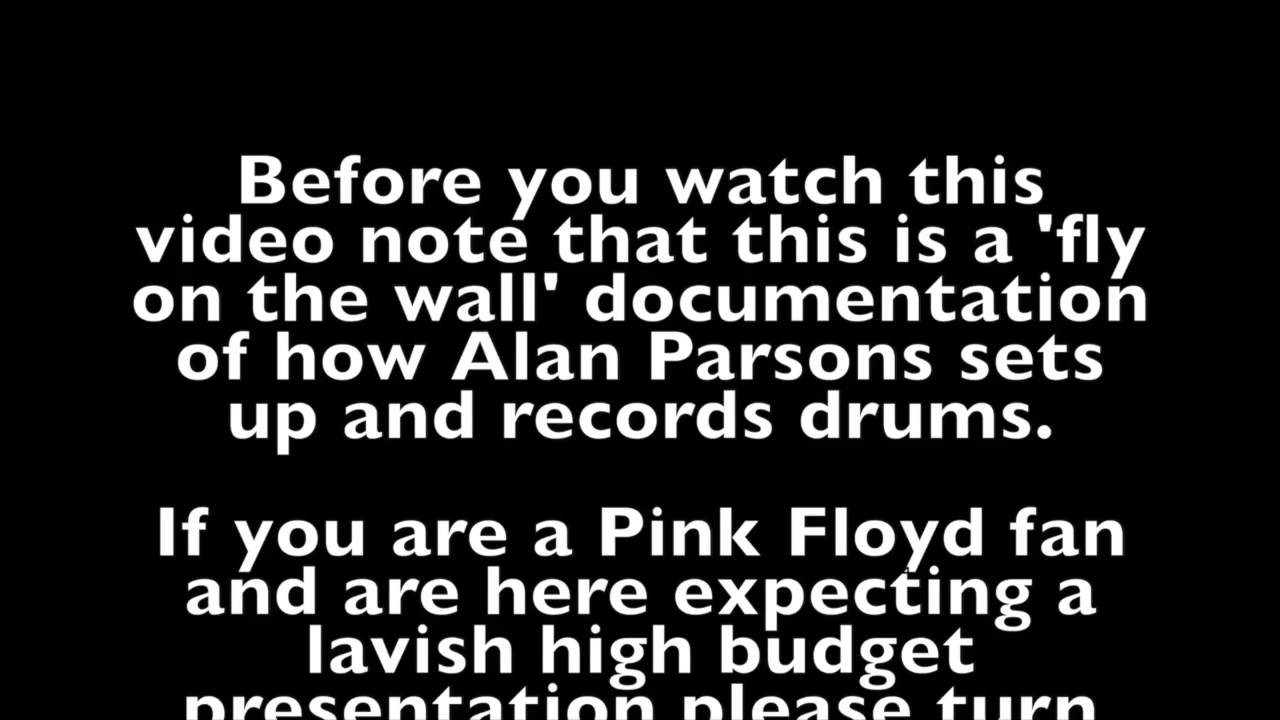 Before you watch this
video note that this is a 'fly
on the wall' documentation
of how Alan Parsons sets
up and records drums.
If you are a Pink Floyd fan
and are here expecting a
lavish high budget
presentation please turn